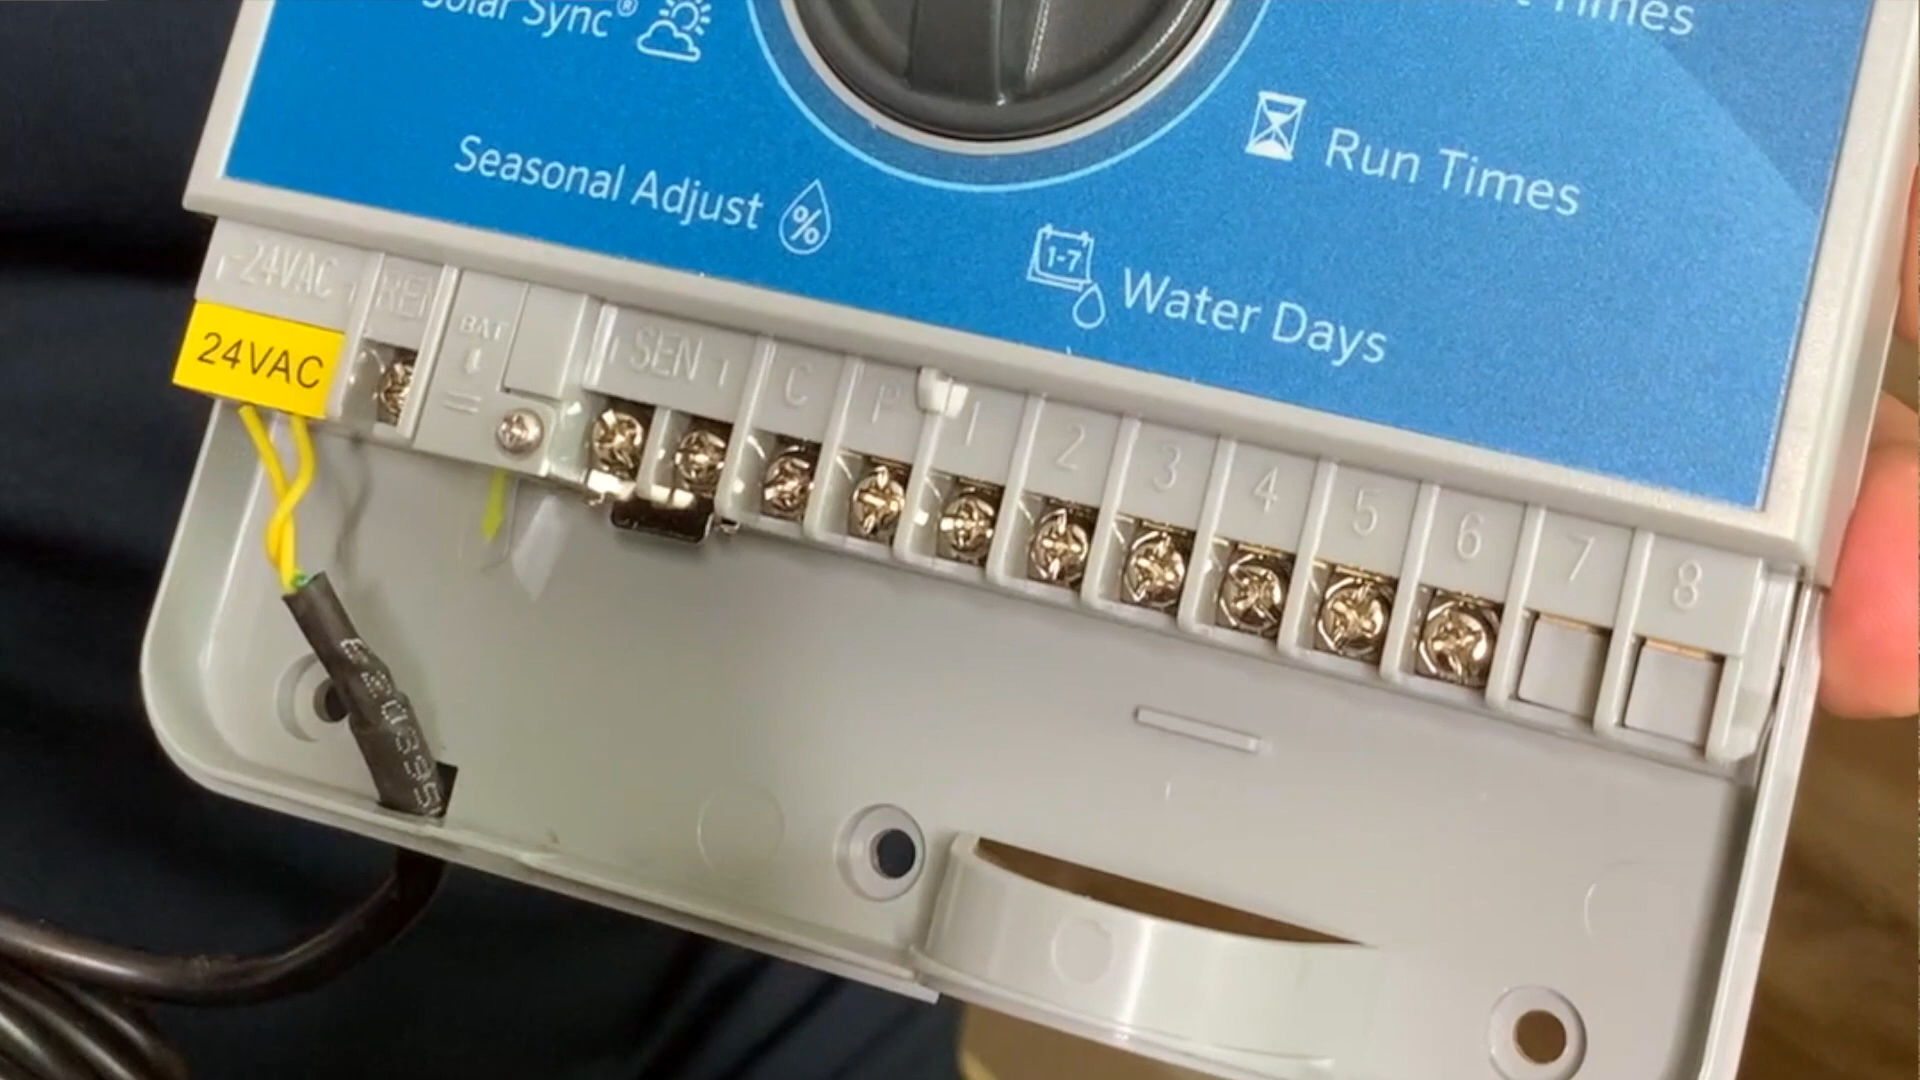 Solar Sync®
Times
Run Times
Seasonal Adjust
%
1-7
Water Days
24VAC
24VAC
BAT
SEN
C
P
1
2
3
4
5
6
7
8